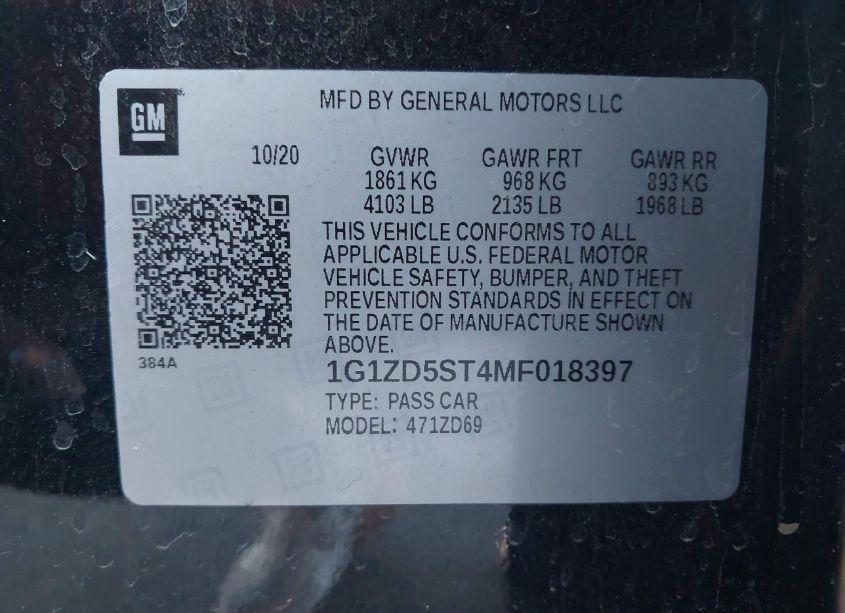 GM
MFD BY GENERAL MOTORS LLC
10/20 GVWR GAWR FRT GAWR RR
1861 KG 968 KG 893 KG
4103 LB 2135 LB 1968 LB
THIS VEHICLE CONFORMS TO ALL
APPLICABLE U.S. FEDERAL MOTOR
VEHICLE SAFETY, BUMPER, AND THEFT
PREVENTION STANDARDS IN EFFECT ON
THE DATE OF MANUFACTURE SHOWN
ABOVE.
384A
1G1ZD5ST4MF018397
TYPE: PASS CAR
MODEL: 471ZD69